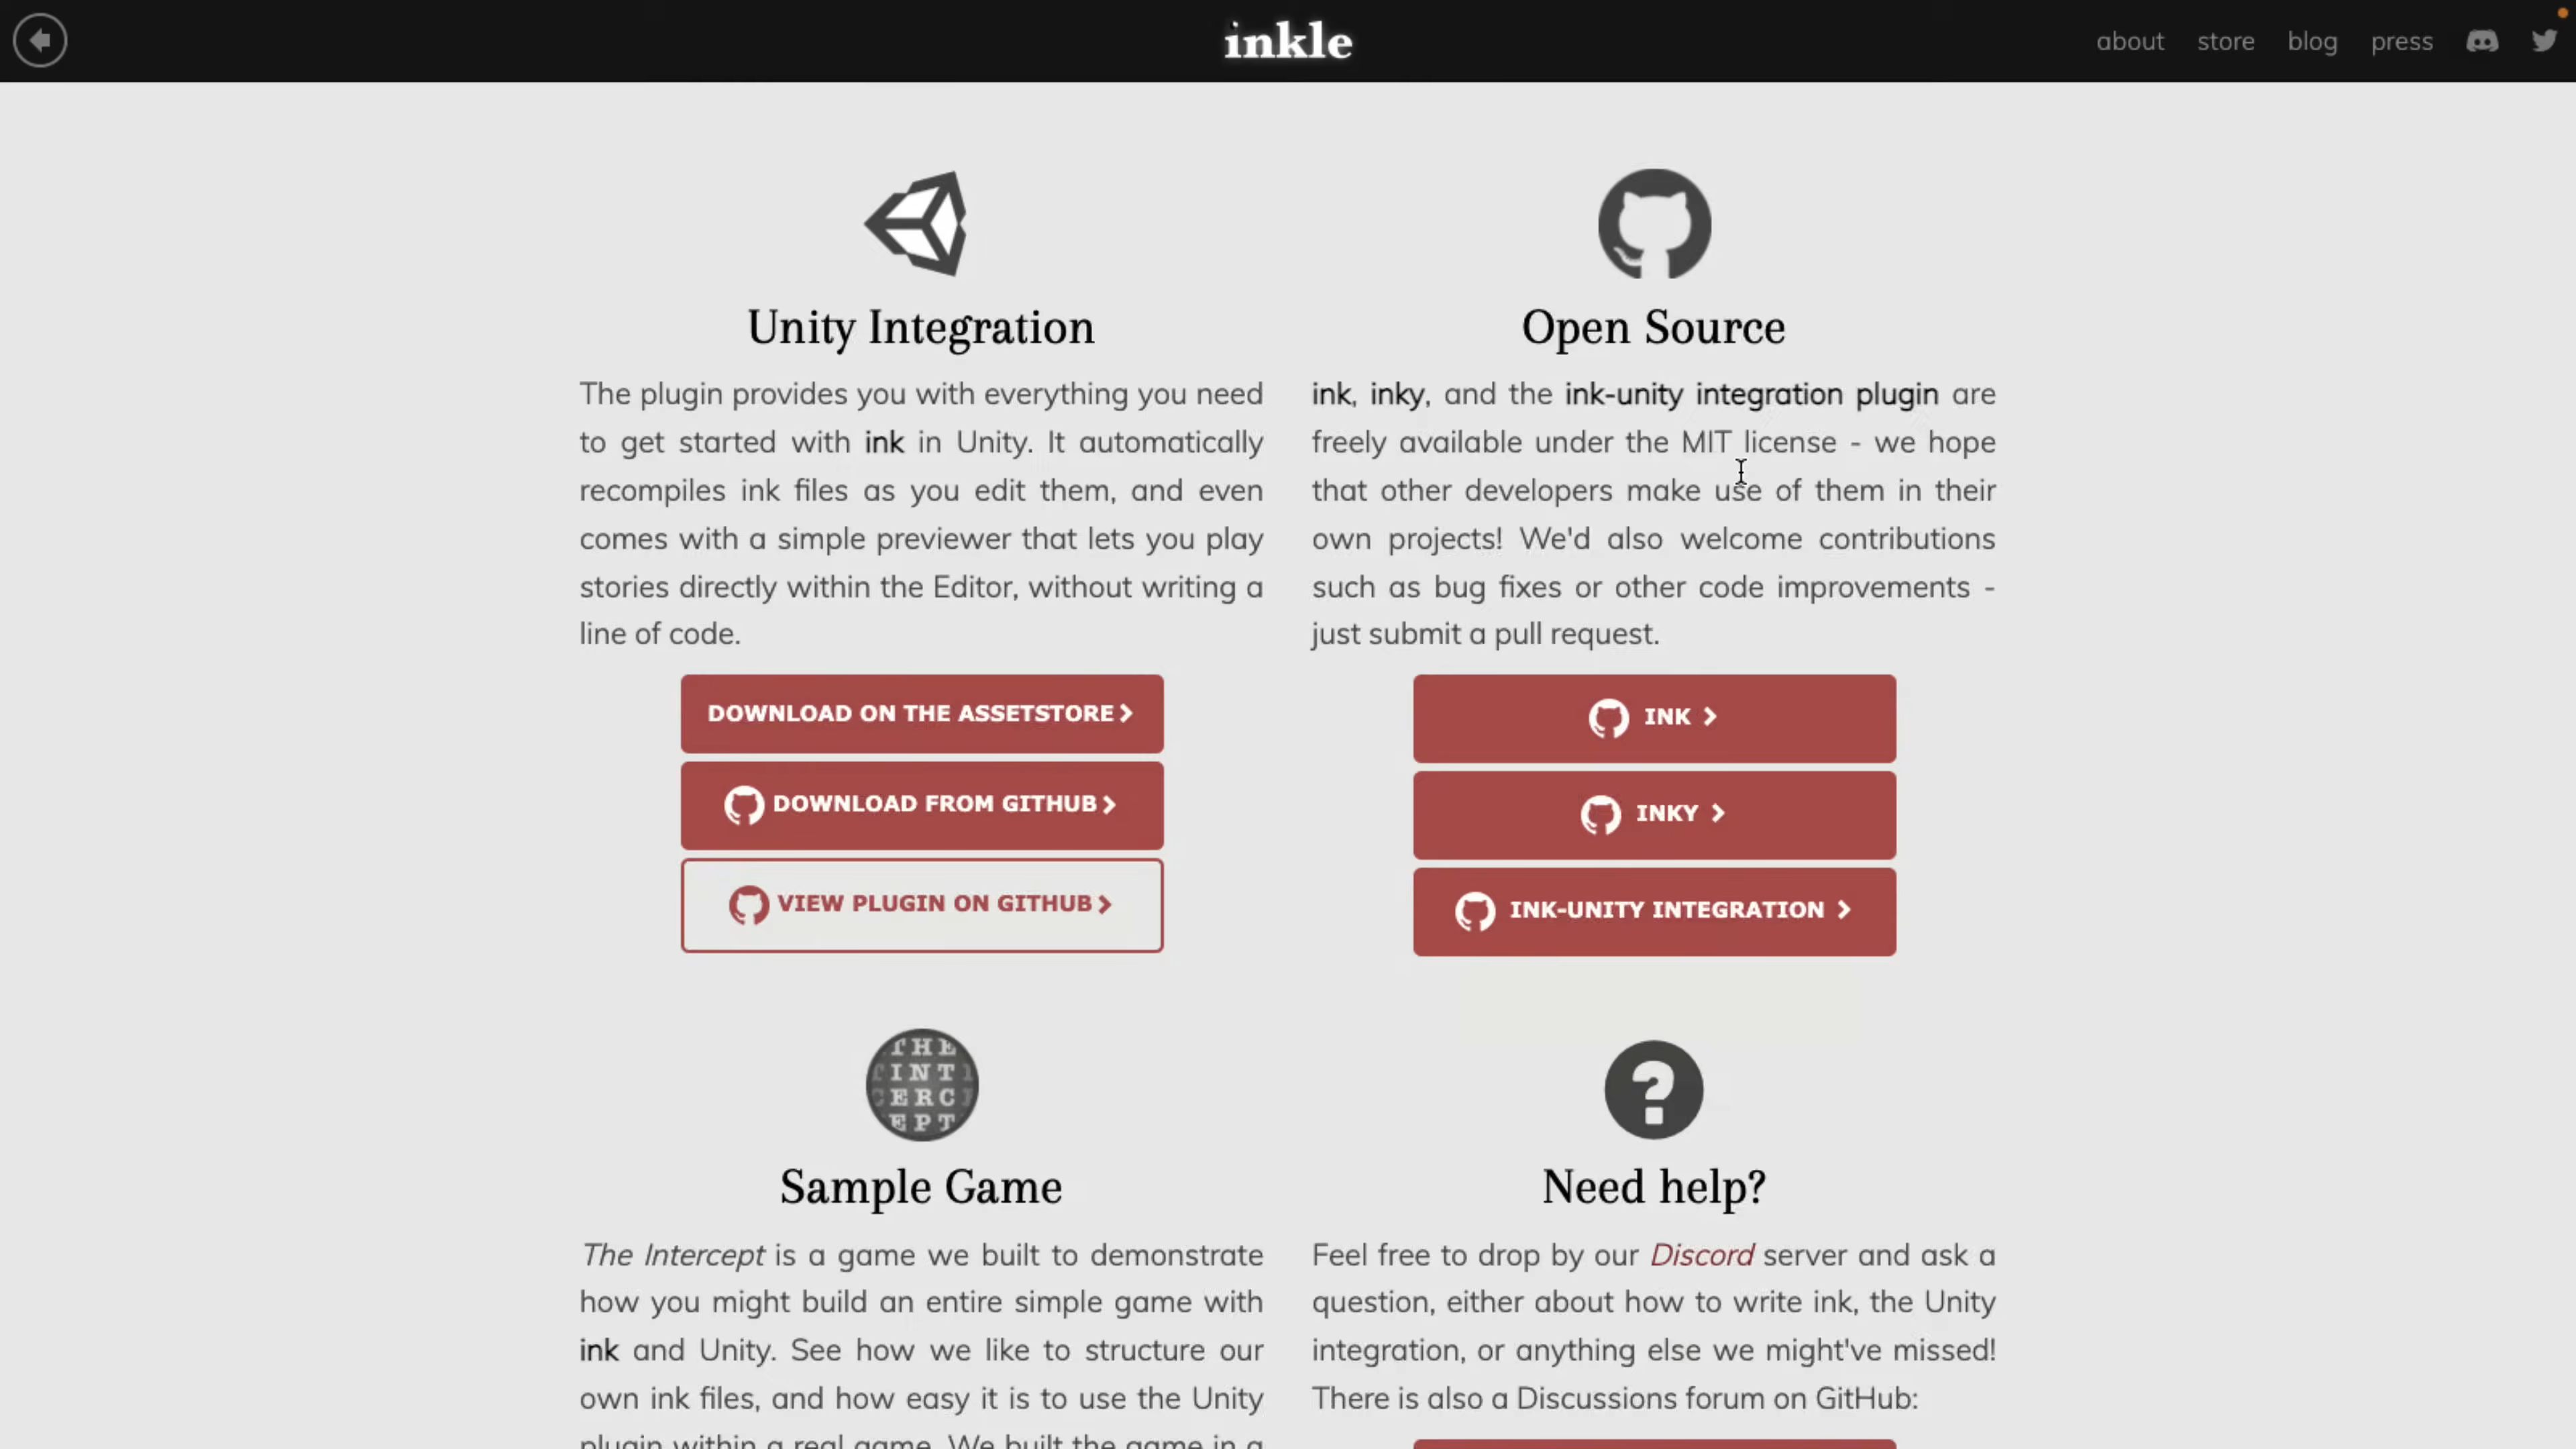 inkle
about store blog press
Unity Integration
The plugin provides you with everything you need
to get started with ink in Unity. It automatically
recompiles ink files as you edit them, and even
comes with a simple previewer that lets you play
stories directly within the Editor, without writing a
line of code.
DOWNLOAD ON THE ASSETSTORE
DOWNLOAD FROM GITHUB
VIEW PLUGIN ON GITHUB
Open Source
ink, inky, and the ink-unity integration plugin are
freely available under the MIT license - we hope
that other developers make use of them in their
own projects! We'd also welcome contributions
such as bug fixes or other code improvements -
just submit a pull request.
INK
INKY
INK-UNITY INTEGRATION
THE
INT
ERC
EPT
Sample Game
The Intercept is a game we built to demonstrate
how you might build an entire simple game with
ink and Unity. See how we like to structure our
own ink files, and how easy it is to use the Unity
plugin within a real game. We built the game in a
?
Need help?
Feel free to drop by our Discord server and ask a
question, either about how to write ink, the Unity
integration, or anything else we might've missed!
There is also a Discussions forum on GitHub: